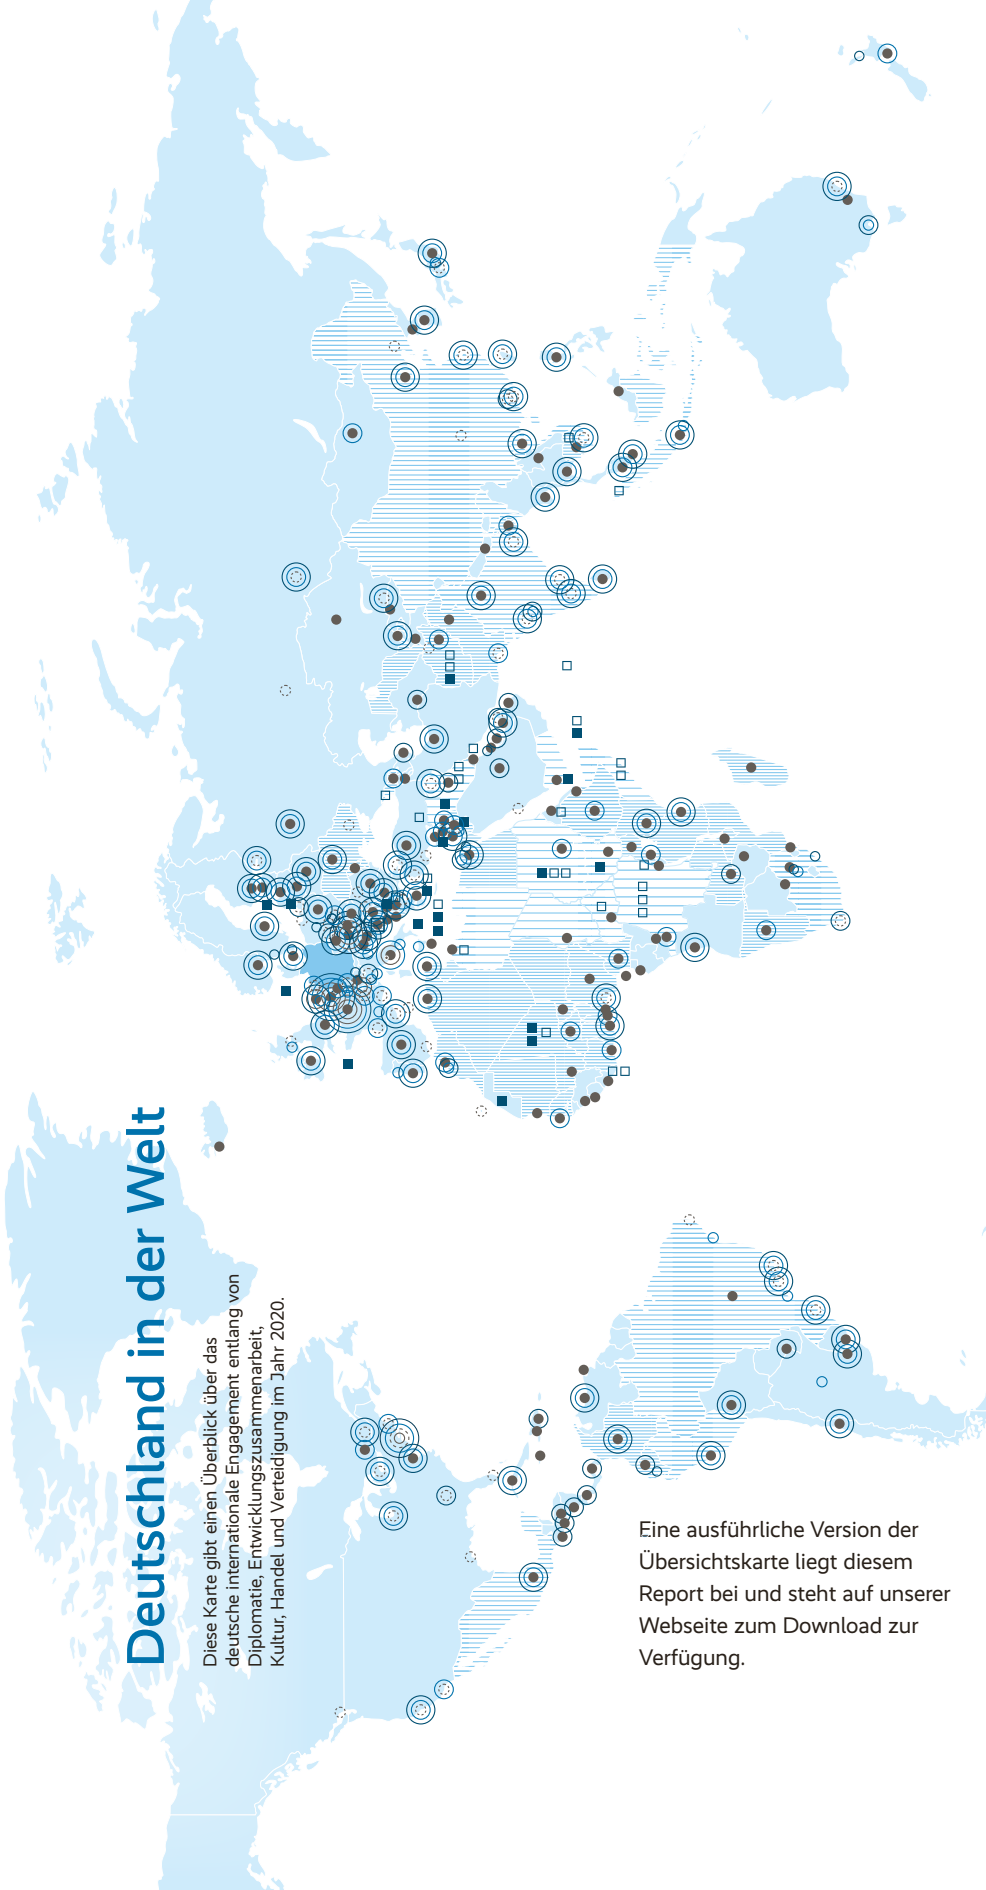 Deutschland in der Welt
Diese Karte gibt einen Überblick über das
deutsche internationale Engagement entlang von
Diplomatie, Entwicklungszusammenarbeit,
Kultur, Handel und Verteidigung im Jahr 2020.
Eine ausführliche Version der
Übersichtskarte liegt diesem
Report bei und steht auf unserer
Webseite zum Download zur
Verfügung.